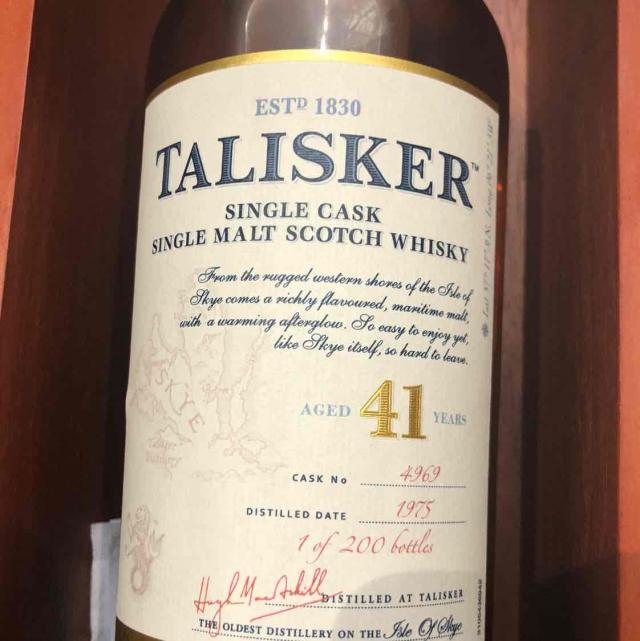 ESTD 1830
TALISKER™
SINGLE CASK
SINGLE MALT SCOTCH WHISKY
From the rugged western shores of the Isle of
Skye comes a richly flavoured, maritime malt,
with a warming afterglow. So easy to enjoy yet,
like Skye itself, so hard to leave.
SKYE
AGED 41 YEARS
CASK No 4969
DISTILLED DATE 1975
1 of 200 bottles
DISTILLED AT TALISKER
THE OLDEST DISTILLERY ON THE Isle Of Skye